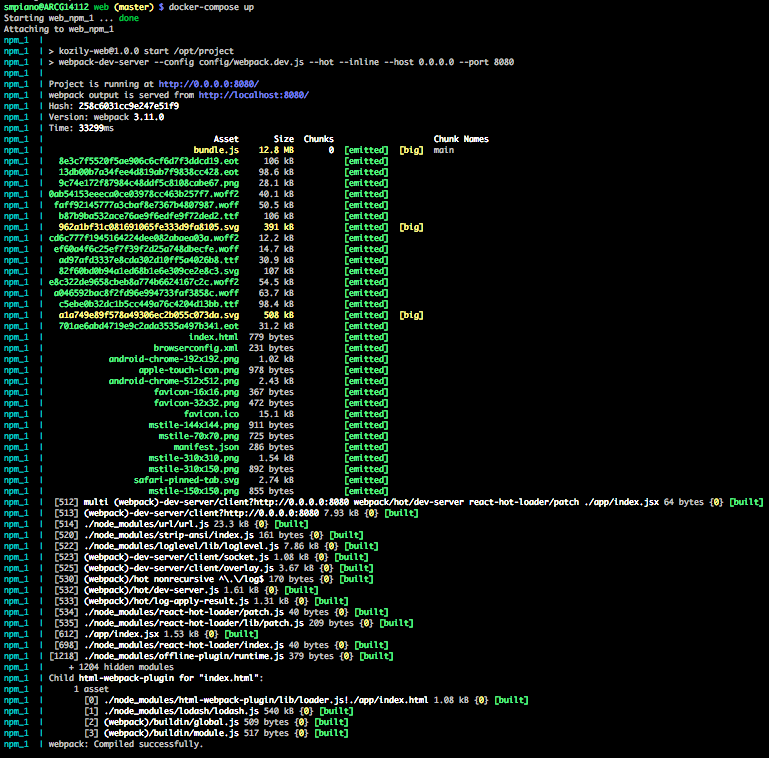 smpiano@ARCG14112 web (master) $ docker-compose up
Starting web_npm_1 ... done
Attaching to web_npm_1
npm_1 |
npm_1 | > kozily-web@1.0.0 start /opt/project
npm_1 | > webpack-dev-server --config config/webpack.dev.js --hot --inline --host 0.0.0.0 --port 8080
npm_1 |
npm_1 | Project is running at http://0.0.0.0:8080/
npm_1 | webpack output is served from http://localhost:8080/
npm_1 | Hash: 258c6031cc9e247e51f9
npm_1 | Version: webpack 3.11.0
npm_1 | Time: 33299ms
npm_1 | Asset Size Chunks Chunk Names
npm_1 | bundle.js 12.8 MB 0 [emitted] [big] main
npm_1 | 8e3c7f5520f5ae906c6cf6d7f3ddcd19.eot 106 kB [emitted]
npm_1 | 13db00b7a34fee4d819ab7f9838cc428.eot 98.6 kB [emitted]
npm_1 | 9c74e172f87984c48ddf5c8108cabe67.png 28.1 kB [emitted]
npm_1 | 0ab54153eeeca0ce03978cc463b257f7.woff2 40.1 kB [emitted]
npm_1 | faff92145777a3cbaf8e7367b4807987.woff 50.5 kB [emitted]
npm_1 | b87b9ba532ace76ae9f6edfe9f72ded2.ttf 106 kB [emitted]
npm_1 | 962a1bf31c081691065fe333d9fa8105.svg 391 kB [emitted] [big]
npm_1 | cd6c777f1945164224dee082abaea03a.woff2 12.2 kB [emitted]
npm_1 | ef60a4f6c25ef7f39f2d25a748dbecfe.woff 14.7 kB [emitted]
npm_1 | ad97afd3337e8cda302d10ff5a4026b8.ttf 30.9 kB [emitted]
npm_1 | 82f60bd0b94a1ed68b1e6e309ce2e8c3.svg 107 kB [emitted]
npm_1 | e8c322de9658cbeb8a774b6624167c2c.woff2 54.5 kB [emitted]
npm_1 | a046592bac8f2fd96e994733faf3858c.woff 63.7 kB [emitted]
npm_1 | c5ebe0b32dc1b5cc449a76c4204d13bb.ttf 98.4 kB [emitted]
npm_1 | a1a749e89f578a49306ec2b055c073da.svg 508 kB [emitted] [big]
npm_1 | 701ae6abd4719e9c2ada3535a497b341.eot 31.2 kB [emitted]
npm_1 | index.html 779 bytes [emitted]
npm_1 | browserconfig.xml 231 bytes [emitted]
npm_1 | android-chrome-192x192.png 1.02 kB [emitted]
npm_1 | apple-touch-icon.png 978 bytes [emitted]
npm_1 | android-chrome-512x512.png 2.43 kB [emitted]
npm_1 | favicon-16x16.png 367 bytes [emitted]
npm_1 | favicon-32x32.png 472 bytes [emitted]
npm_1 | favicon.ico 15.1 kB [emitted]
npm_1 | mstile-144x144.png 911 bytes [emitted]
npm_1 | mstile-70x70.png 725 bytes [emitted]
npm_1 | manifest.json 286 bytes [emitted]
npm_1 | mstile-310x310.png 1.54 kB [emitted]
npm_1 | mstile-310x150.png 892 bytes [emitted]
npm_1 | safari-pinned-tab.svg 2.74 kB [emitted]
npm_1 | mstile-150x150.png 855 bytes [emitted]
npm_1 | [512] multi (webpack)-dev-server/client?http://0.0.0.0:8080 webpack/hot/dev-server react-hot-loader/patch ./app/index.jsx 64 bytes {0} [built]
npm_1 | [513] (webpack)-dev-server/client?http://0.0.0.0:8080 7.93 kB {0} [built]
npm_1 | [514] ./node_modules/url/url.js 23.3 kB {0} [built]
npm_1 | [520] ./node_modules/strip-ansi/index.js 161 bytes {0} [built]
npm_1 | [522] ./node_modules/loglevel/lib/loglevel.js 7.86 kB {0} [built]
npm_1 | [523] (webpack)-dev-server/client/socket.js 1.08 kB {0} [built]
npm_1 | [525] (webpack)-dev-server/client/overlay.js 3.67 kB {0} [built]
npm_1 | [530] (webpack)/hot nonrecursive ^\.\/log$ 170 bytes {0} [built]
npm_1 | [532] (webpack)/hot/dev-server.js 1.61 kB {0} [built]
npm_1 | [533] (webpack)/hot/log-apply-result.js 1.31 kB {0} [built]
npm_1 | [534] ./node_modules/react-hot-loader/patch.js 40 bytes {0} [built]
npm_1 | [535] ./node_modules/react-hot-loader/lib/patch.js 209 bytes {0} [built]
npm_1 | [612] ./app/index.jsx 1.53 kB {0} [built]
npm_1 | [698] ./node_modules/react-hot-loader/index.js 40 bytes {0} [built]
npm_1 | [1218] ./node_modules/offline-plugin/runtime.js 379 bytes {0} [built]
npm_1 | + 1204 hidden modules
npm_1 | Child html-webpack-plugin for "index.html":
npm_1 | 1 asset
npm_1 | [0] ./node_modules/html-webpack-plugin/lib/loader.js!./app/index.html 1.08 kB {0} [built]
npm_1 | [1] ./node_modules/lodash/lodash.js 540 kB {0} [built]
npm_1 | [2] (webpack)/buildin/global.js 509 bytes {0} [built]
npm_1 | [3] (webpack)/buildin/module.js 517 bytes {0} [built]
npm_1 | webpack: Compiled successfully.